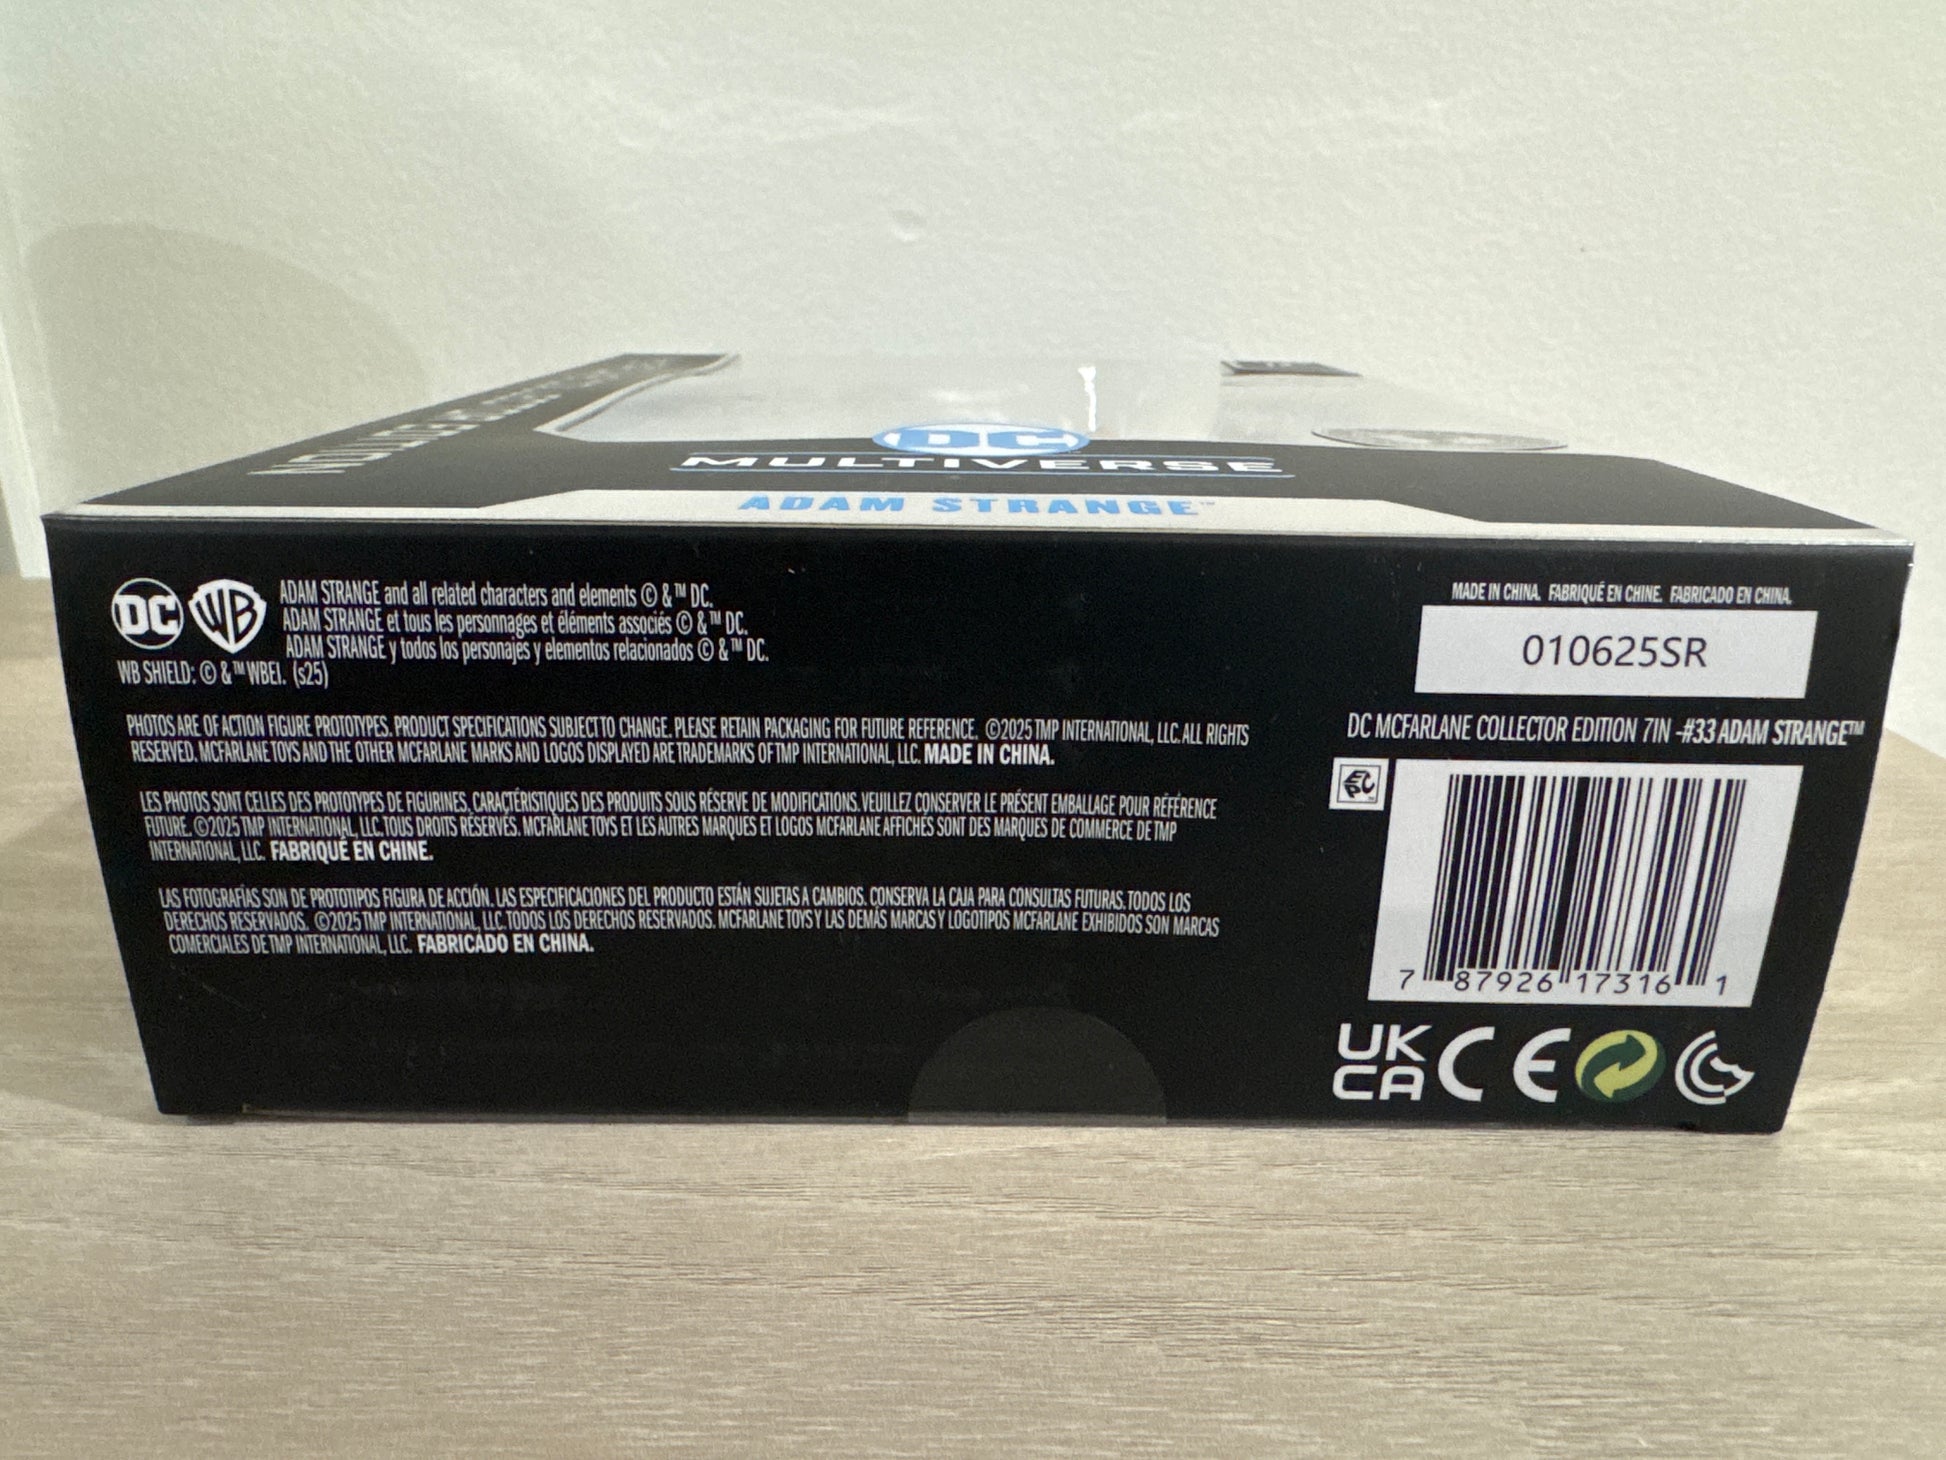 DC
MULTIVERSE
ADAM STRANGE™
DC WB ADAM STRANGE and all related characters and elements © & ™ DC.
ADAM STRANGE et tous les personnages et éléments associés © & ™ DC.
ADAM STRANGE y todos los personajes y elementos relacionados © & ™ DC.
WB SHIELD: © & ™ WBEI. (s25)
PHOTOS ARE OF ACTION FIGURE PROTOTYPES. PRODUCT SPECIFICATIONS SUBJECT TO CHANGE. PLEASE RETAIN PACKAGING FOR FUTURE REFERENCE. ©2025 TMP INTERNATIONAL, LLC. ALL RIGHTS
RESERVED. MCFARLANE TOYS AND THE OTHER MCFARLANE MARKS AND LOGOS DISPLAYED ARE TRADEMARKS OF TMP INTERNATIONAL, LLC. MADE IN CHINA.
LES PHOTOS SONT CELLES DES PROTOTYPES DE FIGURINES. CARACTÉRISTIQUES DES PRODUITS SOUS RÉSERVE DE MODIFICATIONS. VEUILLEZ CONSERVER LE PRÉSENT EMBALLAGE POUR RÉFÉRENCE
FUTURE. ©2025 TMP INTERNATIONAL, LLC. TOUS DROITS RÉSERVÉS. MCFARLANE TOYS ET LES AUTRES MARQUES ET LOGOS MCFARLANE AFFICHÉS SONT DES MARQUES DE COMMERCE DE TMP
INTERNATIONAL, LLC. FABRIQUÉ EN CHINE.
LAS FOTOGRAFÍAS SON DE PROTOTIPOS FIGURA DE ACCIÓN. LAS ESPECIFICACIONES DEL PRODUCTO ESTÁN SUJETAS A CAMBIOS. CONSERVA LA CAJA PARA CONSULTAS FUTURAS. TODOS LOS
DERECHOS RESERVADOS. ©2025 TMP INTERNATIONAL, LLC. TODOS LOS DERECHOS RESERVADOS. MCFARLANE TOYS Y LAS DEMÁS MARCAS Y LOGOTIPOS MCFARLANE EXHIBIDOS SON MARCAS
COMERCIALES DE TMP INTERNATIONAL, LLC. FABRICADO EN CHINA.
MADE IN CHINA. FABRIQUÉ EN CHINE. FABRICADO EN CHINA.
010625SR
DC MCFARLANE COLLECTOR EDITION 7IN -#33 ADAM STRANGE™
7 87926 17316 1
UK
CA CE